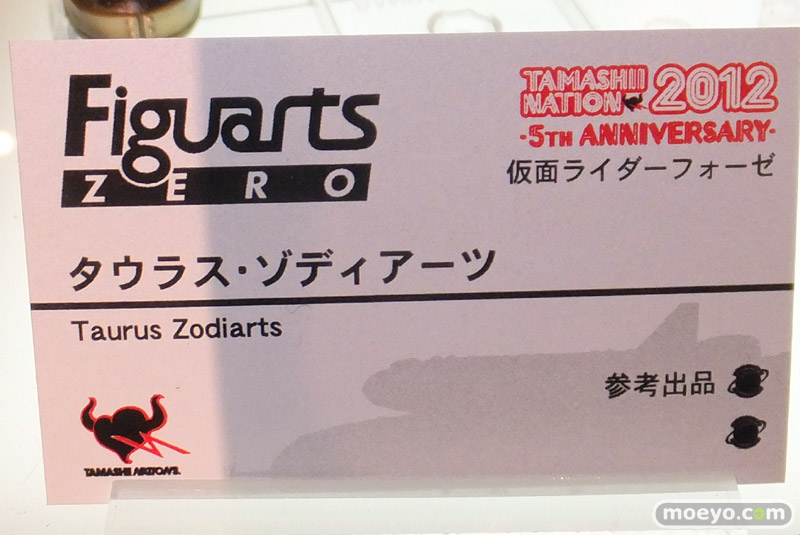 Figuarts
ZERO
TAMASHII
NATION 2012
-5TH ANNIVERSARY-
仮面ライダーフォーゼ
タウラス・ゾディアーツ
Taurus Zodiarts
参考出品
TAMASHII NATIONS.
moeyo.com